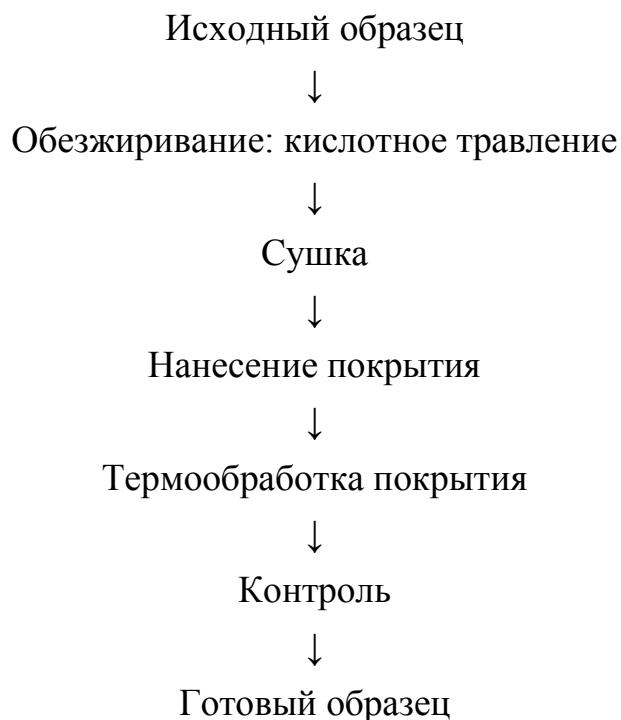 Исходный образец
↓
Обезжиривание: кислотное травление
↓
Сушка
↓
Нанесение покрытия
↓
Термообработка покрытия
↓
Контроль
↓
Готовый образец